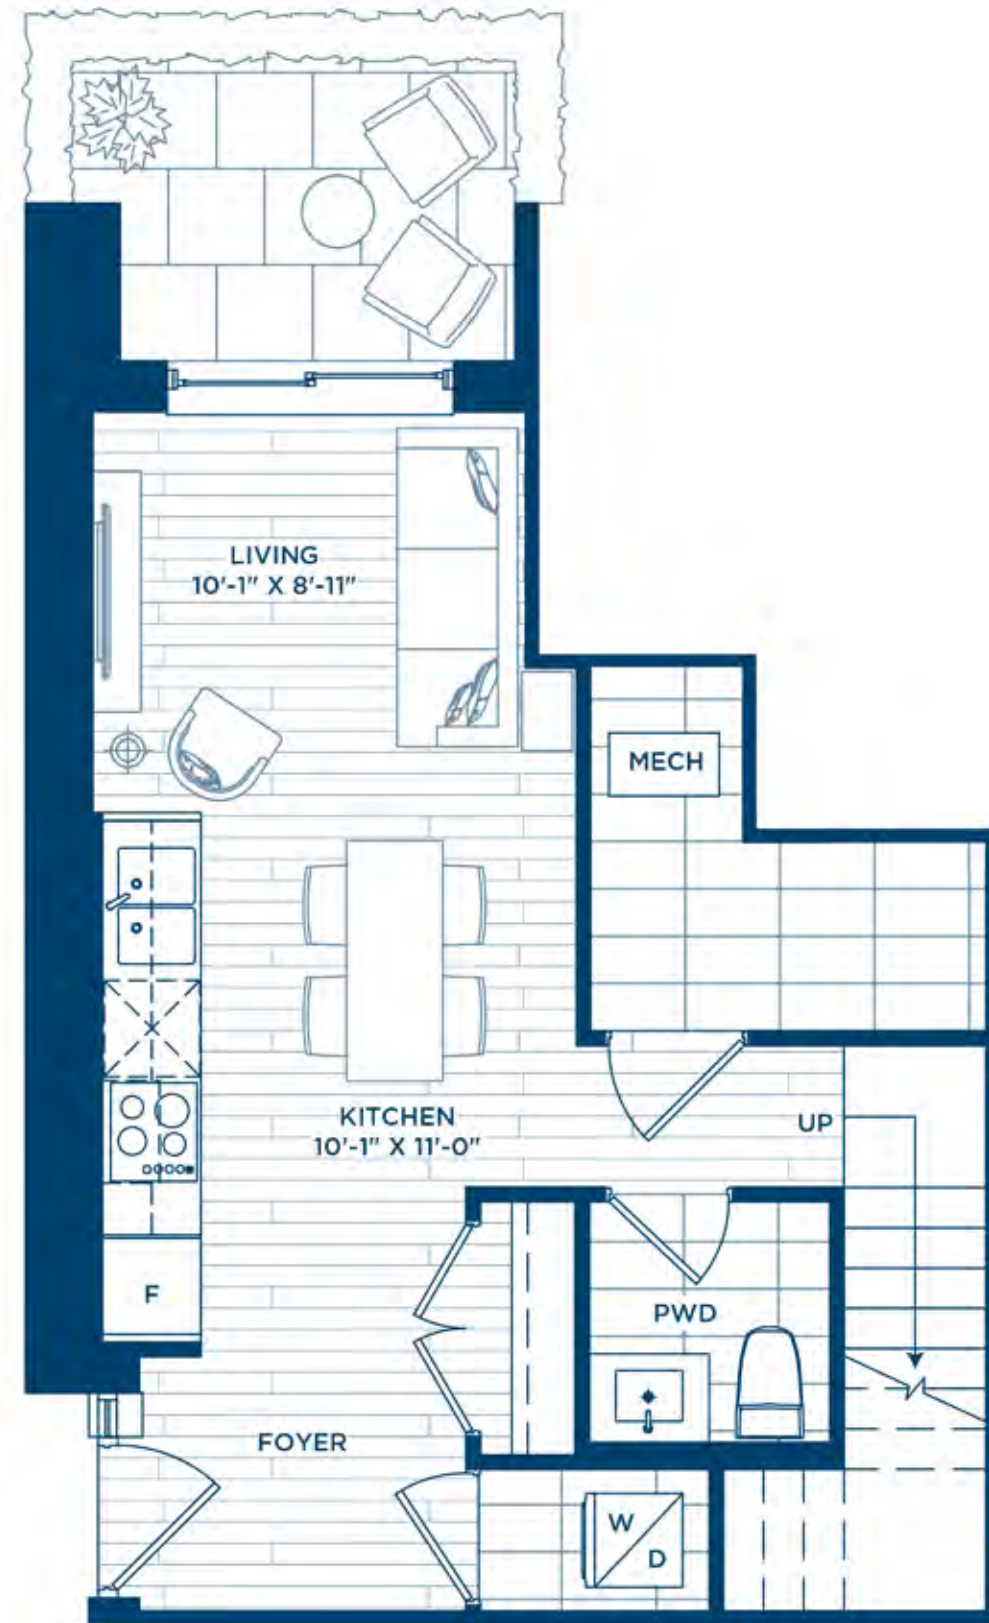 LIVING
10'-1" X 8'-11"
MECH
KITCHEN
10'-1" X 11'-0"
UP
F
PWD
FOYER
W
D